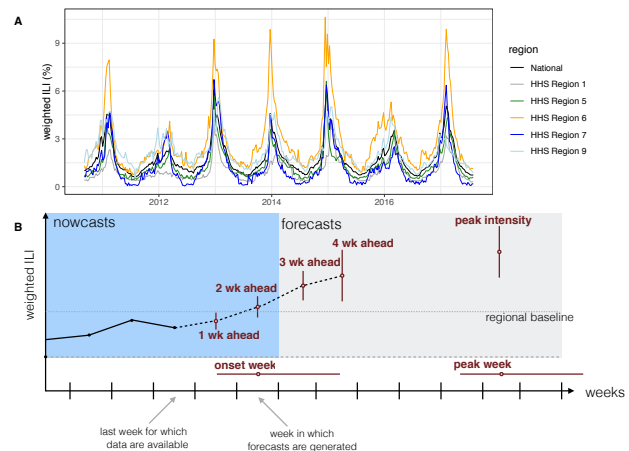 A
region
National
HHS Region 1
HHS Region 5
HHS Region 6
HHS Region 7
HHS Region 9
weighted ILI (%)
9
6
3
0
2012
2014
2016
B
nowcasts
forecasts
peak intensity
4 wk ahead
3 wk ahead
2 wk ahead
1 wk ahead
regional baseline
weighted ILI
onset week
peak week
weeks
last week for which
data are available
week in which
forecasts are generated